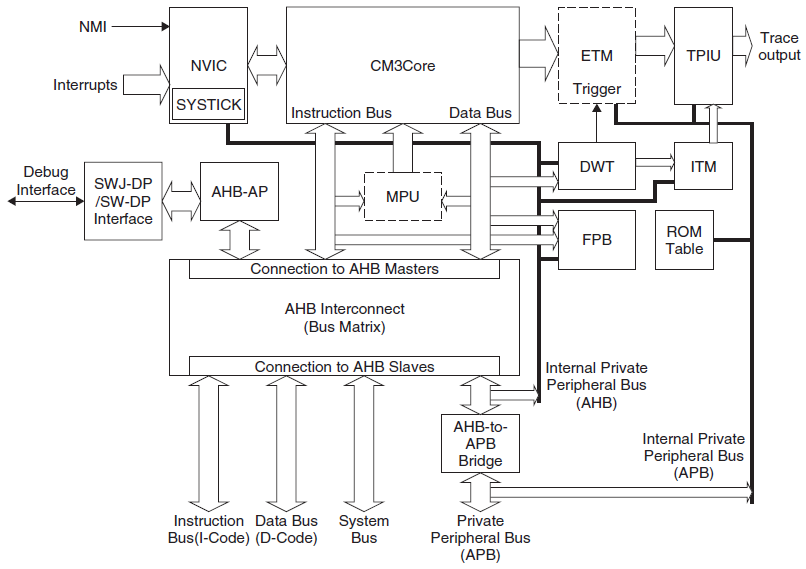 NMI
NVIC
CM3Core
ETM
TPIU
Trace
output
Interrupts
SYSTICK
Trigger
Instruction Bus
Data Bus
Debug
Interface
SWJ-DP
/SW-DP
Interface
AHB-AP
MPU
DWT
ITM
FPB
ROM
Table
Connection to AHB Masters
AHB Interconnect
(Bus Matrix)
Connection to AHB Slaves
Internal Private
Peripheral Bus
(AHB)
AHB-to-
APB
Bridge
Internal Private
Peripheral Bus
(APB)
Instruction
Bus(I-Code)
Data Bus
(D-Code)
System
Bus
Private
Peripheral Bus
(APB)